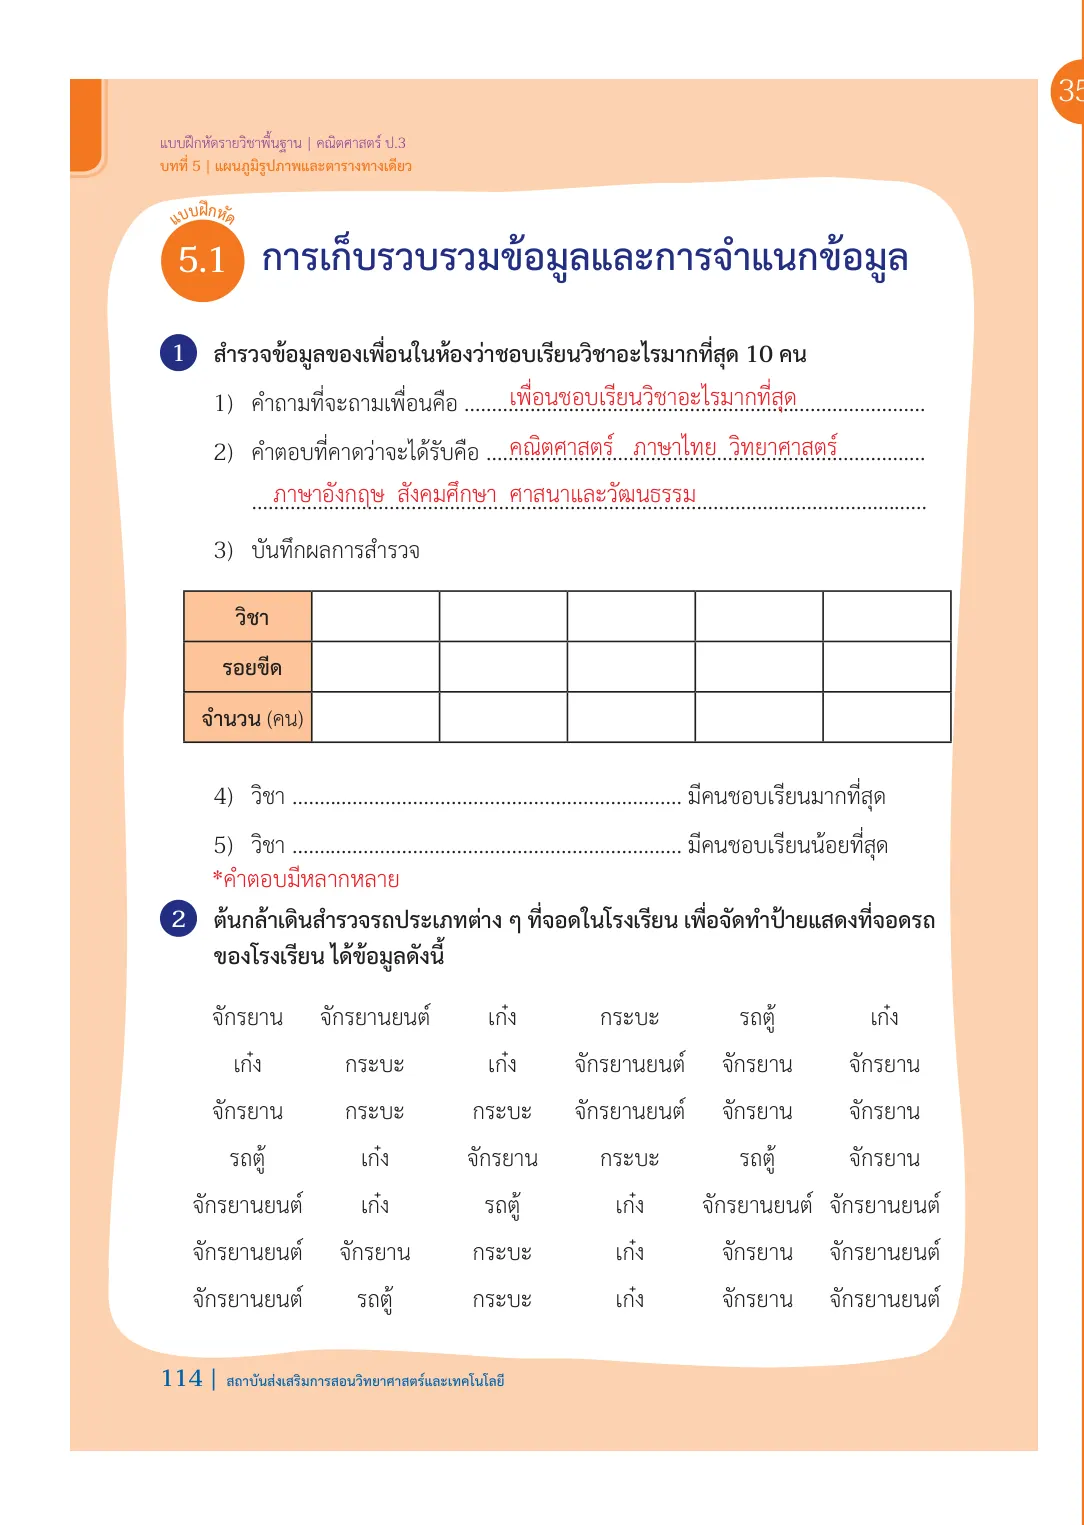 35
แบบฝึกหัดรายวิชาพื้นฐาน | คณิตศาสตร์ ป.3
บทที่ 5 | แผนภูมิรูปภาพและตารางทางเดียว
แบบฝึกหัด
5.1 การเก็บรวบรวมข้อมูลและการจำแนกข้อมูล
1 สำรวจข้อมูลของเพื่อนในห้องว่าชอบเรียนวิชาอะไรมากที่สุด 10 คน
1) คำถามที่จะถามเพื่อนคือ เพื่อนชอบเรียนวิชาอะไรมากที่สุด
2) คำตอบที่คาดว่าจะได้รับคือ คณิตศาสตร์ ภาษาไทย วิทยาศาสตร์
ภาษาอังกฤษ สังคมศึกษา ศาสนาและวัฒนธรรม
3) บันทึกผลการสำรวจ
วิชา
รอยขีด
จำนวน (คน)
4) วิชา ........................................................................ มีคนชอบเรียนมากที่สุด
5) วิชา ........................................................................ มีคนชอบเรียนน้อยที่สุด
*คำตอบมีหลากหลาย
2 ต้นกล้าเดินสำรวจรถประเภทต่าง ๆ ที่จอดในโรงเรียน เพื่อจัดทำป้ายแสดงที่จอดรถ
ของโรงเรียน ได้ข้อมูลดังนี้
จักรยาน จักรยานยนต์ เก๋ง กระบะ รถตู้ เก๋ง
เก๋ง กระบะ เก๋ง จักรยานยนต์ จักรยาน จักรยาน
จักรยาน กระบะ กระบะ จักรยานยนต์ จักรยาน จักรยาน
รถตู้ เก๋ง จักรยาน กระบะ รถตู้ จักรยาน
จักรยานยนต์ เก๋ง รถตู้ เก๋ง จักรยานยนต์ จักรยานยนต์
จักรยานยนต์ จักรยาน กระบะ เก๋ง จักรยาน จักรยานยนต์
จักรยานยนต์ รถตู้ กระบะ เก๋ง จักรยาน จักรยานยนต์
114 | สถาบันส่งเสริมการสอนวิทยาศาสตร์และเทคโนโลยี